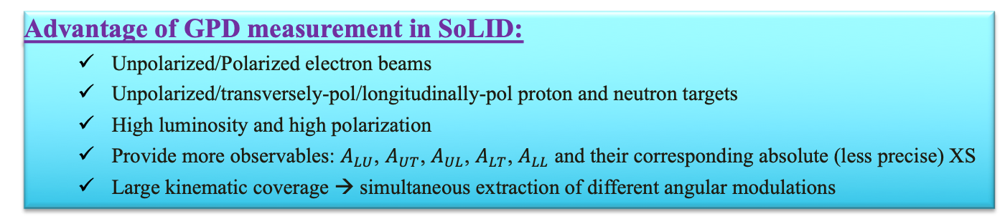 Advantage of GPD measurement in SoLID:
✓ Unpolarized/Polarized electron beams
✓ Unpolarized/transversely-pol/longitudinally-pol proton and neutron targets
✓ High luminosity and high polarization
✓ Provide more observables: A_LU, A_UT, A_UL, A_LT, A_LL and their corresponding absolute (less precise) XS
✓ Large kinematic coverage → simultaneous extraction of different angular modulations